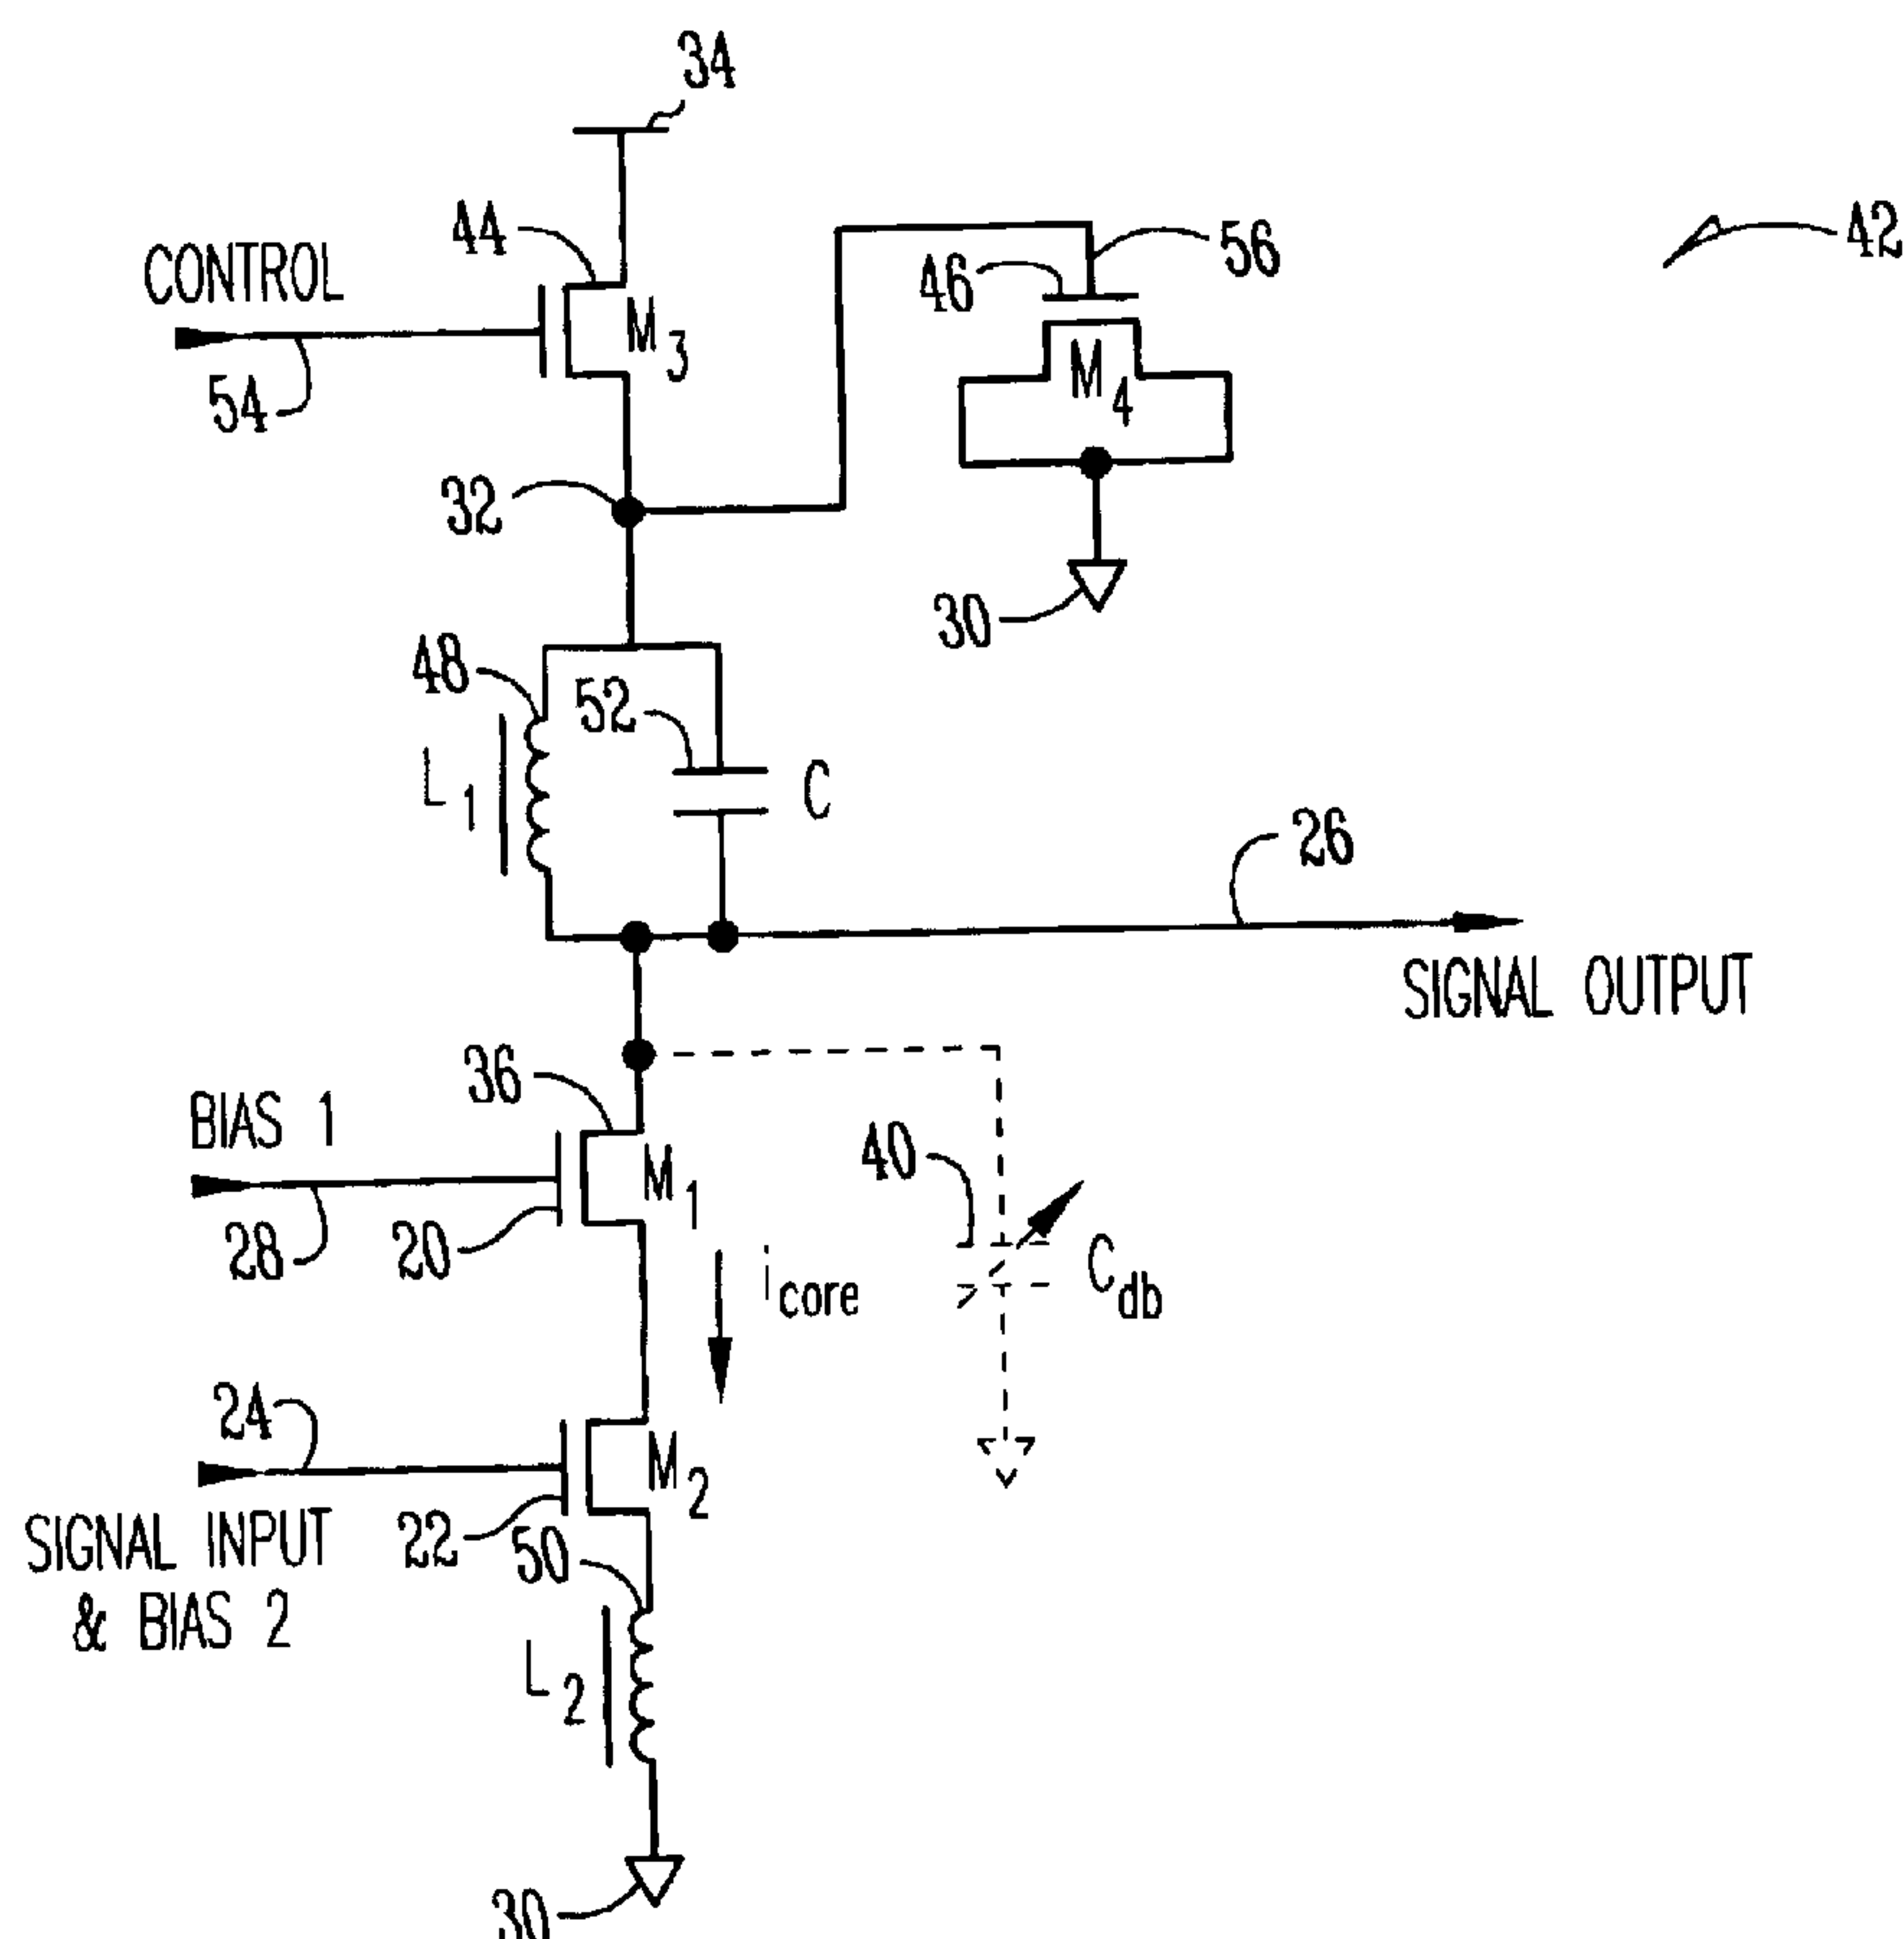 34
44
CONTROL
46
56
42
M3
54
M4
32
30
48
52
L1
C
26
SIGNAL OUTPUT
36
BIAS 1
40
M1
28
20
icore
Cdb
24
M2
SIGNAL INPUT
& BIAS 2
22
50
L2
30